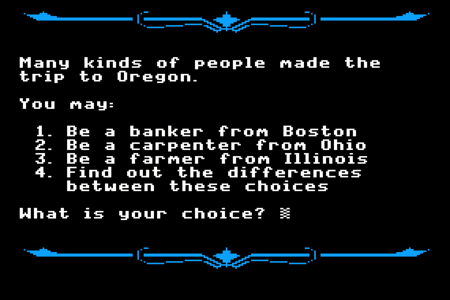 Many kinds of people made the
trip to Oregon.
You may:
1. Be a banker from Boston
2. Be a carpenter from Ohio
3. Be a farmer from Illinois
4. Find out the differences
between these choices
What is your choice?